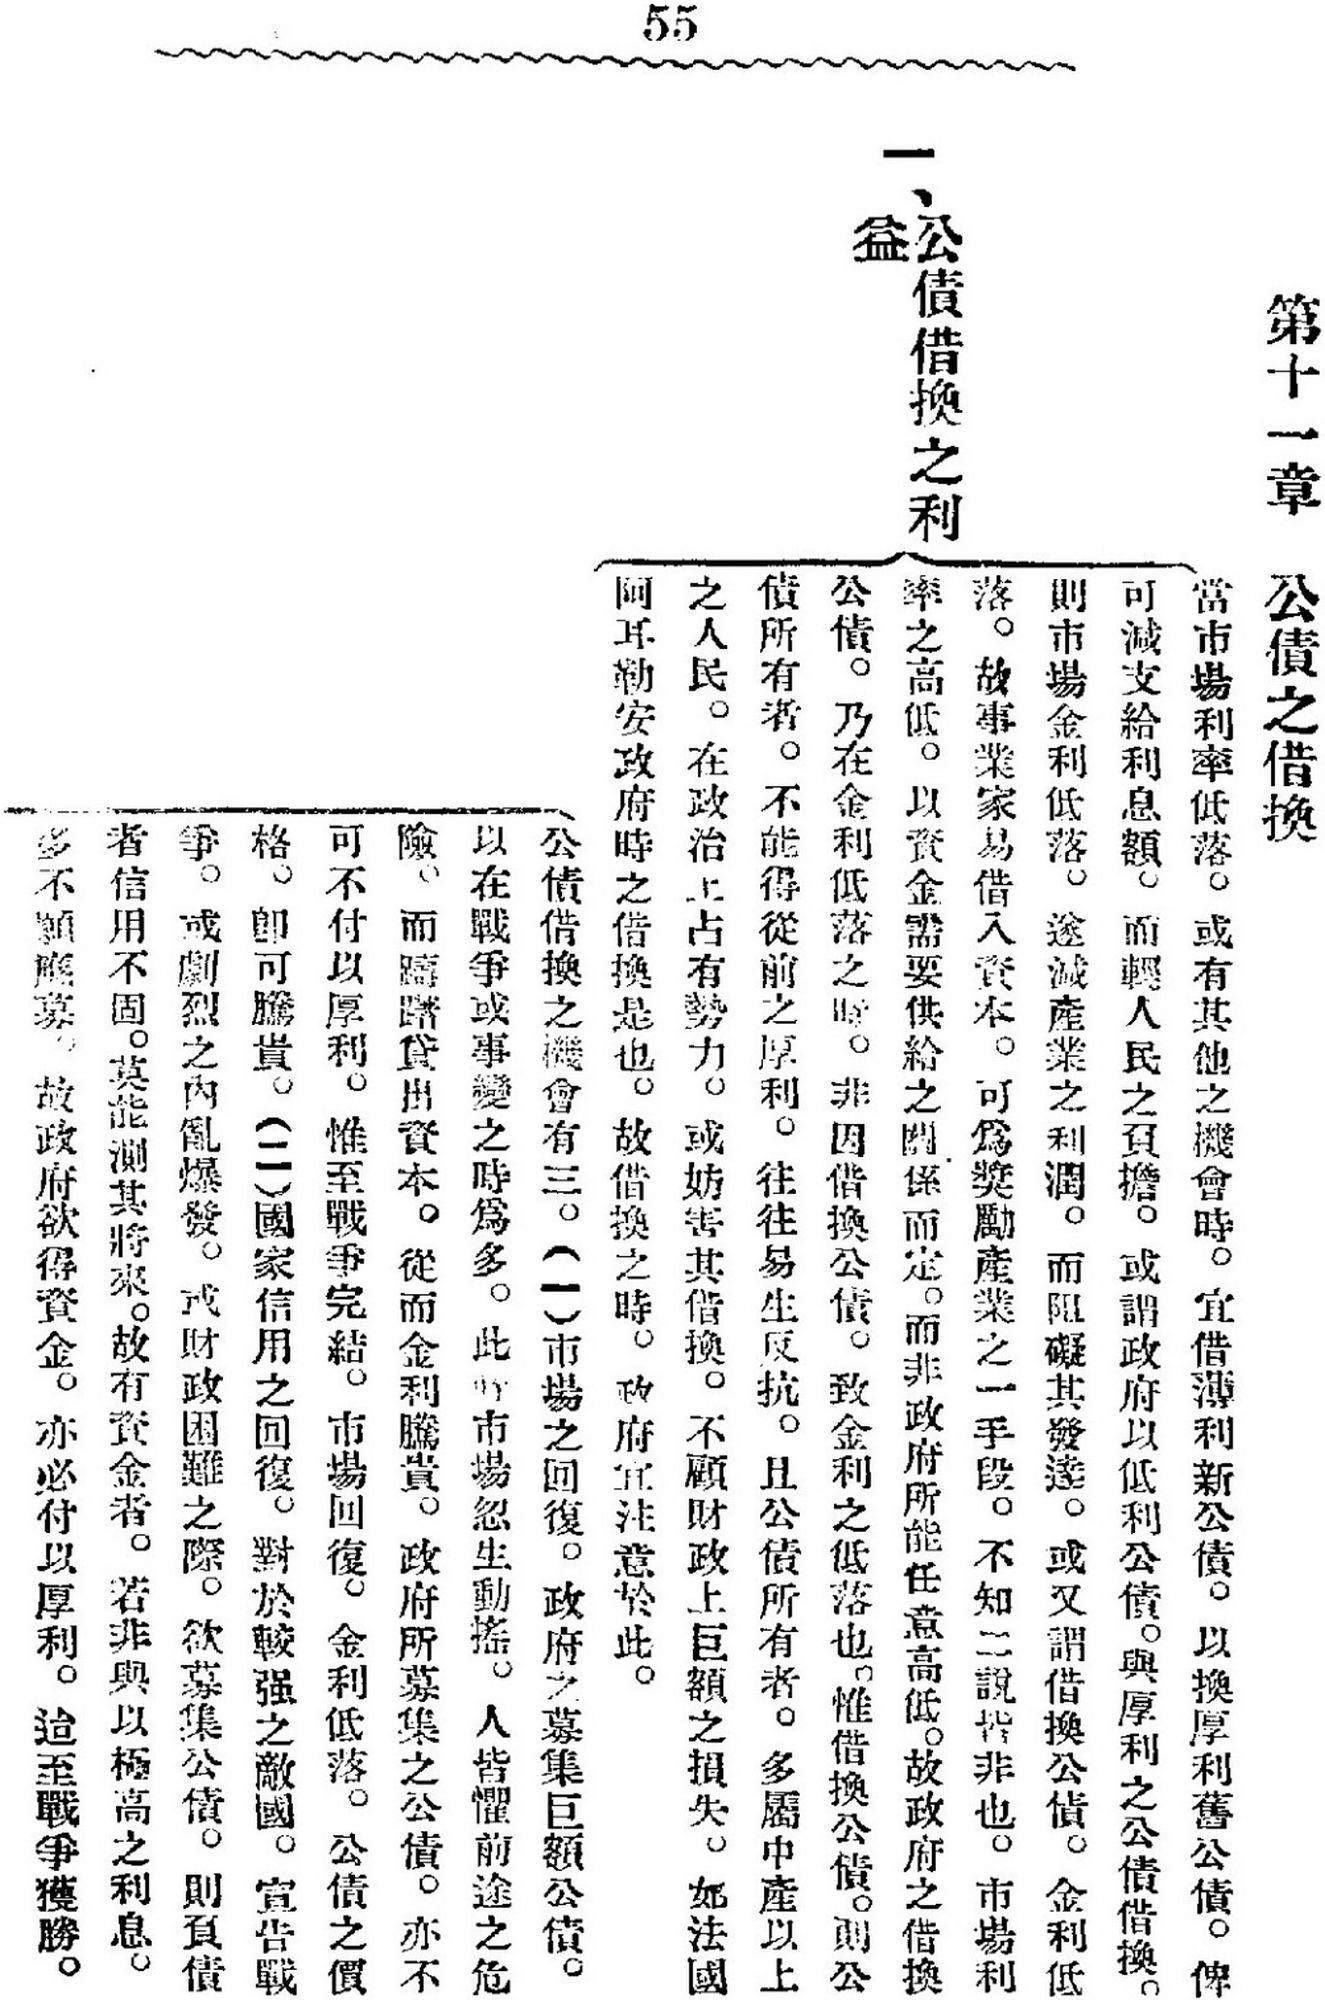 55
第十一章　公債之借換
一、公債借換之利
益
當市場利率低落。或有其他之機會時。宜借薄利新公債。以換厚利舊公債。俾
可減支給利息額。而輕人民之負擔。或謂政府以低利公債。與厚利之公債借換。
則市場金利低落。遂減產業之利潤。而阻礙其發達。或又謂借換公債。金利低
落。故事業家易借入資本。可爲獎勵產業之一手段。不知二說皆非也。市場利
率之高低。以資金需要供給之關係而定。而非政府所能任意高低。故政府之借換
公債。乃在金利低落之時。非因借換公債。致金利之低落也。惟借換公債。則公
債所有者。不能得從前之厚利。往往易生反抗。且公債所有者。多屬中產以上
之人民。在政治上占有勢力。或妨害其借換。不顧財政上巨額之損失。如法國
阿耳勒安政府時之借換是也。故借換之時。政府宜注意於此。
公債借換之機會有三。(一)市場之回復。政府之募集巨額公債。
以在戰爭或事變之時爲多。此時市場忽生動搖。人皆懼前途之危
險。而躊躇貸出資本。從而金利騰貴。政府所募集之公債。亦不
可不付以厚利。惟至戰爭完結。市場回復。金利低落。公債之價
格。卽可騰貴。(二)國家信用之回復。對於較强之敵國。宣告戰
爭。或劇烈之內亂爆發。或財政困難之際。欲募集公債。則負債
者信用不固。莫能測其將來。故有資金者。若非與以極高之利息。
多不願應募。故政府欲得資金。亦必付以厚利。迨至戰爭獲勝。